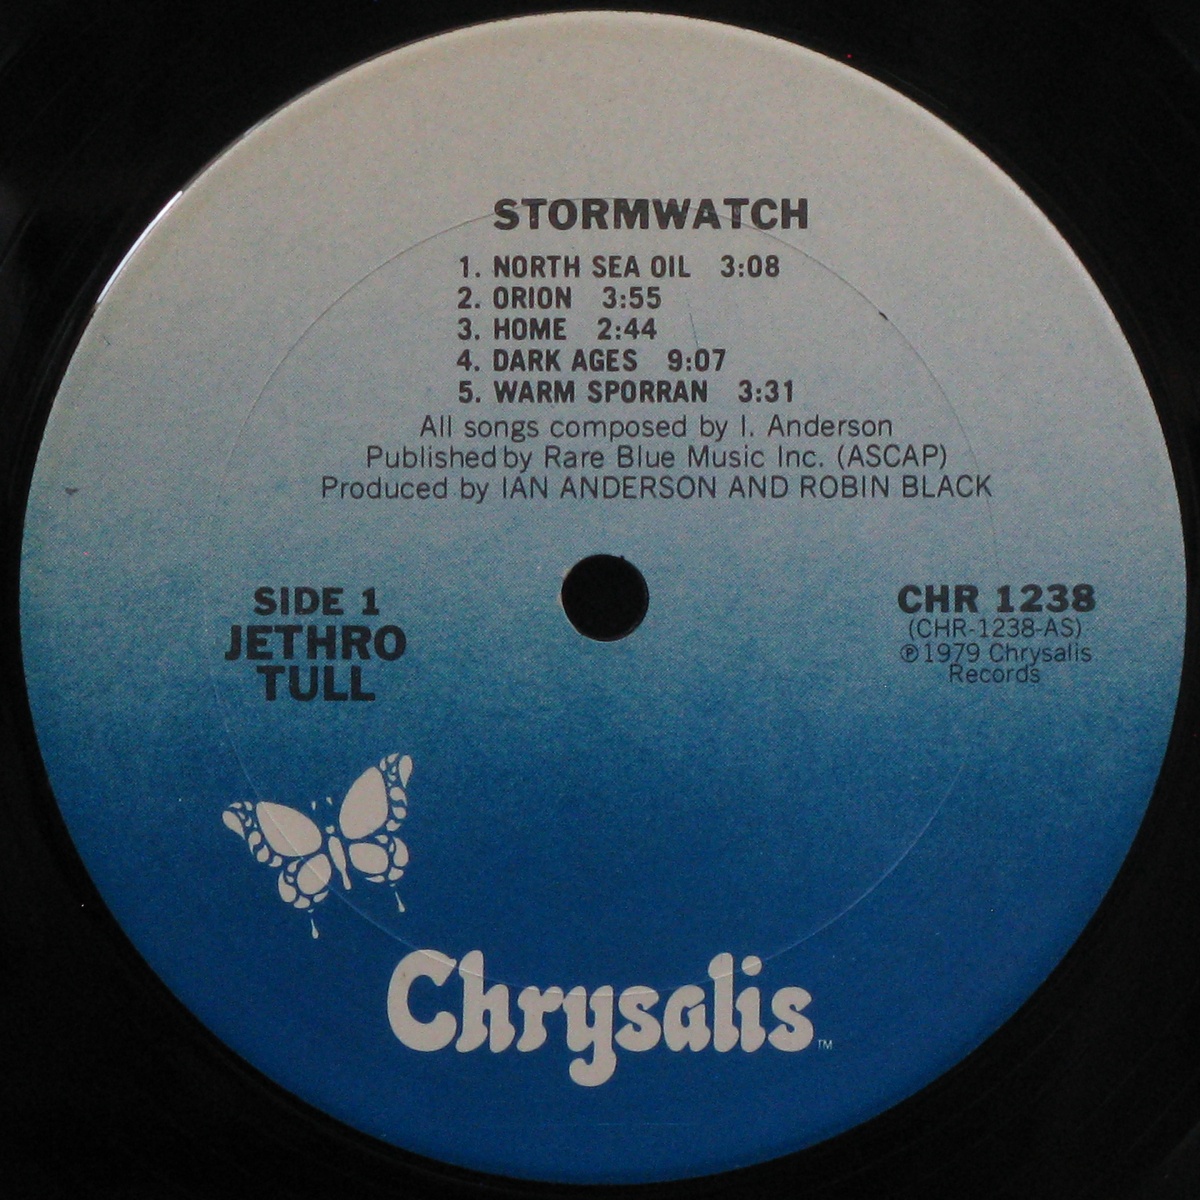 STORMWATCH
1. NORTH SEA OIL 3:08
2. ORION 3:55
3. HOME 2:44
4. DARK AGES 9:07
5. WARM SPORRAN 3:31
All songs composed by I. Anderson
Published by Rare Blue Music Inc. (ASCAP)
Produced by IAN ANDERSON AND ROBIN BLACK
SIDE 1
JETHRO
TULL
CHR 1238
(CHR-1238-AS)
℗ 1979 Chrysalis
Records
Chrysalis™